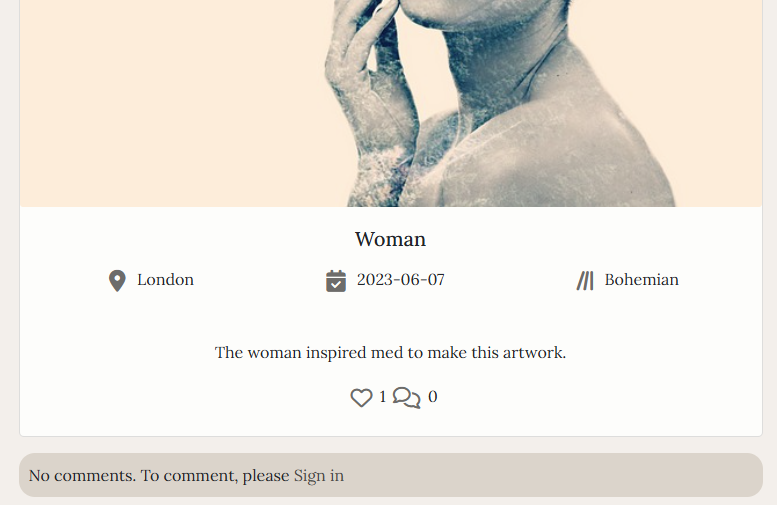 Woman
London 2023-06-07 Bohemian
The woman inspired med to make this artwork.
1 0
No comments. To comment, please Sign in